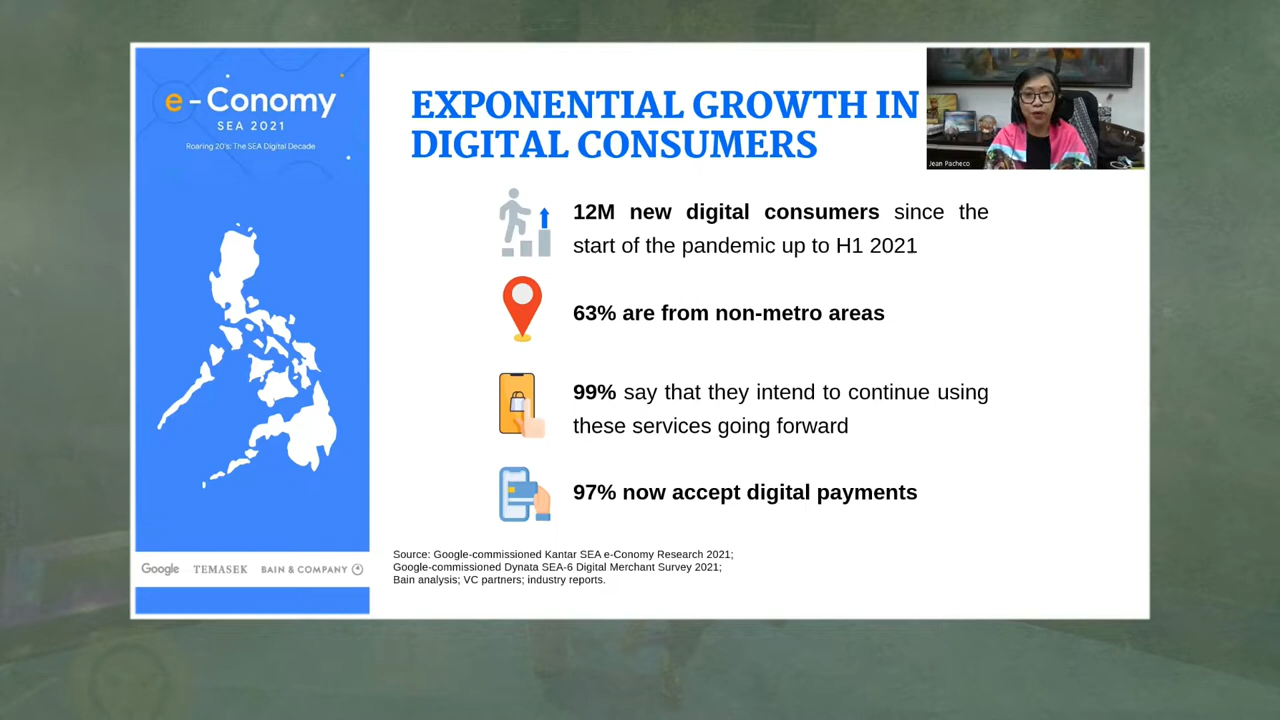 e-Conomy
SEA 2021
Roaring 20's: The SEA Digital Decade
EXPONENTIAL GROWTH IN
DIGITAL CONSUMERS
Jean Pacheco
12M new digital consumers since the
start of the pandemic up to H1 2021
63% are from non-metro areas
99% say that they intend to continue using
these services going forward
97% now accept digital payments
Google TEMASEK BAIN & COMPANY
Source: Google-commissioned Kantar SEA e-Conomy Research 2021;
Google-commissioned Dynata SEA-6 Digital Merchant Survey 2021;
Bain analysis; VC partners; industry reports.